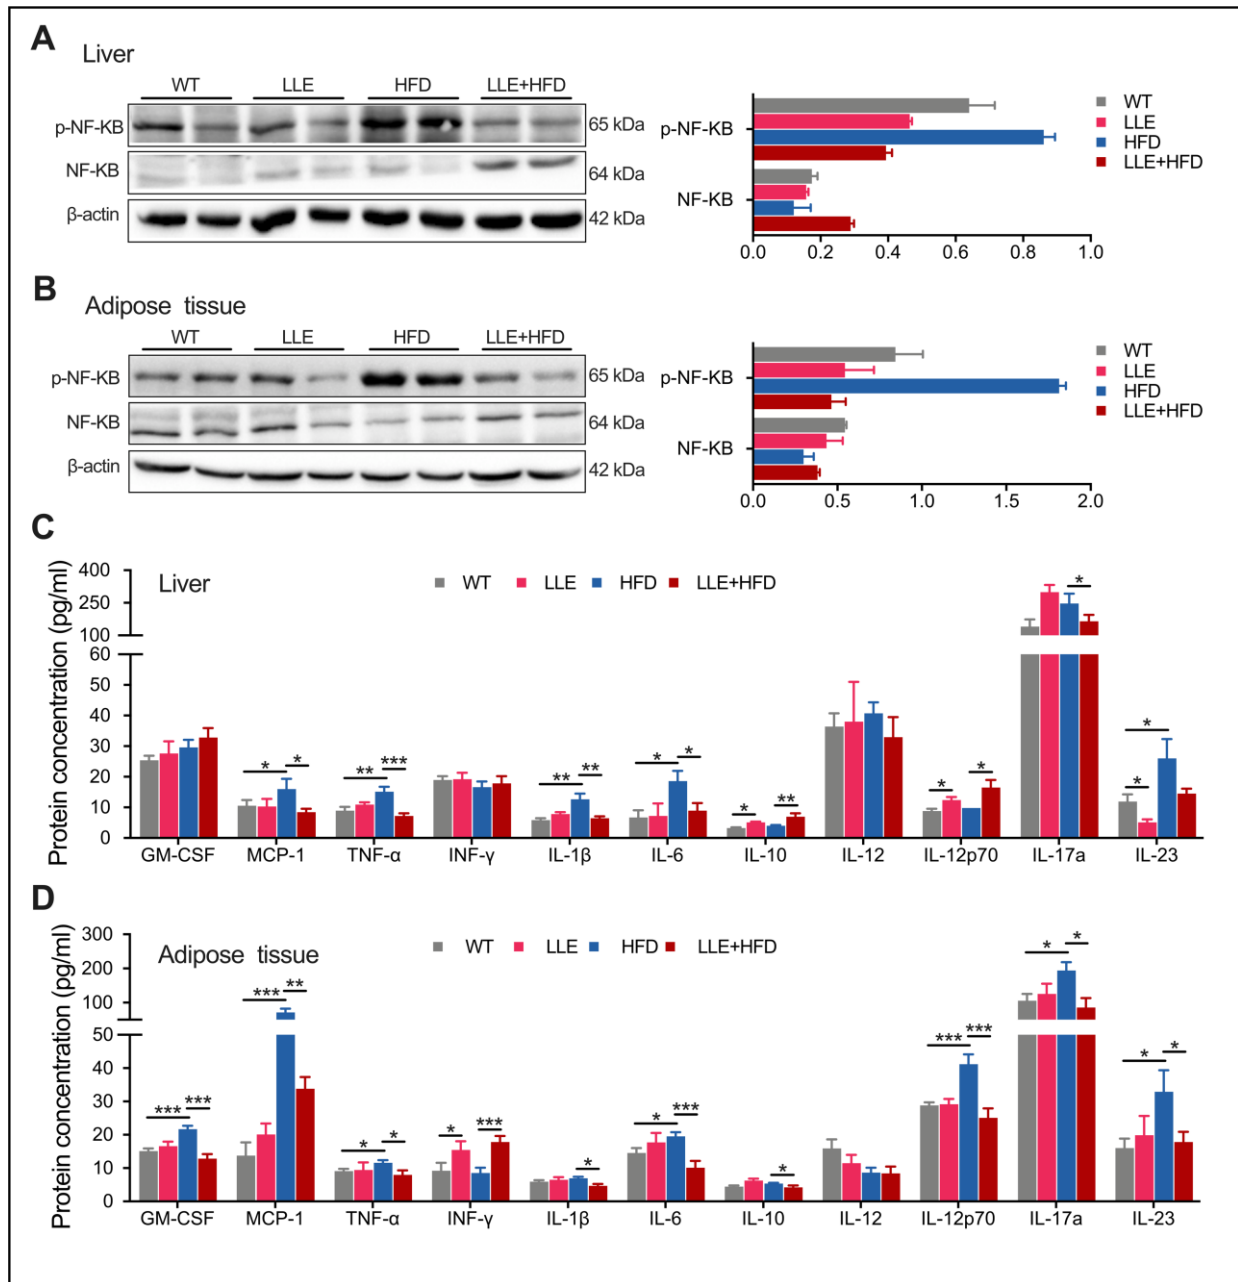 A
Liver
WT LLE HFD LLE+HFD
p-NF-KB 65 kDa
NF-KB 64 kDa
β-actin 42 kDa
p-NF-KB
NF-KB
0.0 0.2 0.4 0.6 0.8 1.0
WT
LLE
HFD
LLE+HFD
B
Adipose tissue
WT LLE HFD LLE+HFD
p-NF-KB 65 kDa
NF-KB 64 kDa
β-actin 42 kDa
p-NF-KB
NF-KB
0.0 0.5 1.0 1.5 2.0
WT
LLE
HFD
LLE+HFD
C
Liver
WT LLE HFD LLE+HFD
Protein concentration (pg/ml)
400
250
100
60
50
40
30
20
10
0
* * ** *** ** ** * * * ** * * * * *
GM-CSF MCP-1 TNF-α INF-γ IL-1β IL-6 IL-10 IL-12 IL-12p70 IL-17a IL-23
D
Adipose tissue
WT LLE HFD LLE+HFD
Protein concentration (pg/ml)
300
200
100
50
40
30
20
10
0
*** *** *** ** * * * *** * * *** * *** *** * * * *
GM-CSF MCP-1 TNF-α INF-γ IL-1β IL-6 IL-10 IL-12 IL-12p70 IL-17a IL-23